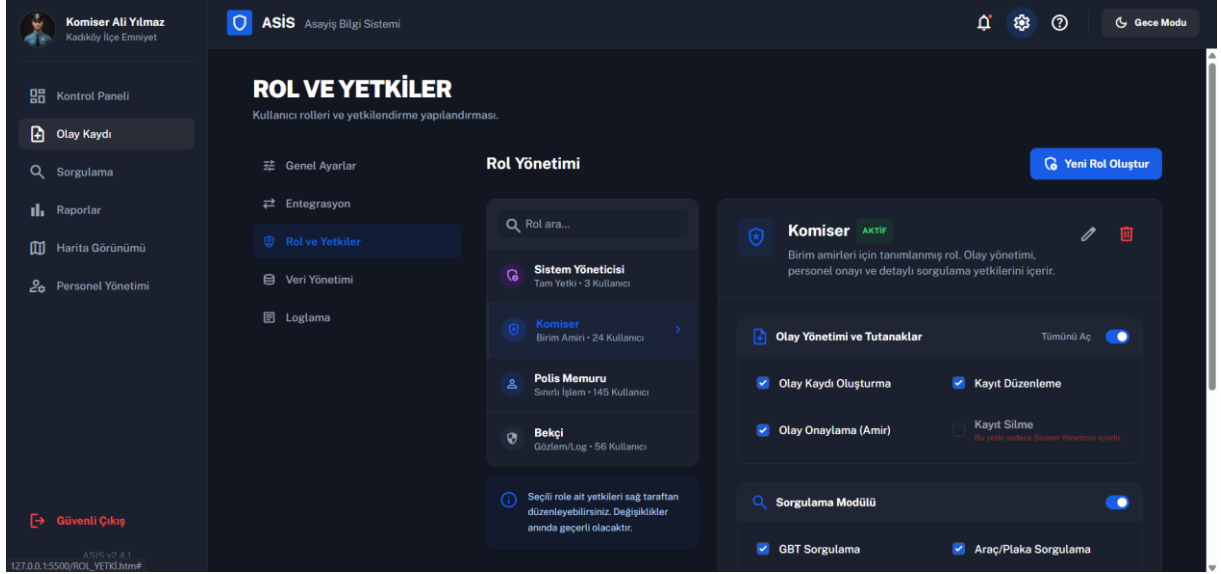 Komiser Ali Yılmaz
Kadıköy İlçe Emniyet
Kontrol Paneli
Olay Kaydı
Sorgulama
Raporlar
Harita Görünümü
Personel Yönetimi
Güvenli Çıkış
ASİS v2.4.1
127.0.0.1:5500/ROL_YETKİ.htm#
ASİS Asayiş Bilgi Sistemi
Gece Modu
ROL VE YETKİLER
Kullanıcı rolleri ve yetkilendirme yapılandırması.
Genel Ayarlar
Entegrasyon
Rol ve Yetkiler
Veri Yönetimi
Loglama
Rol Yönetimi
Yeni Rol Oluştur
Rol ara...
Sistem Yöneticisi
Tam Yetki • 3 Kullanıcı
Komiser
Birim Amiri • 24 Kullanıcı
Polis Memuru
Sınırlı İşlem • 145 Kullanıcı
Bekçi
Gözlem/Log • 56 Kullanıcı
Seçili role ait yetkileri sağ taraftan
düzenleyebilirsiniz. Değişiklikler
anında geçerli olacaktır.
Komiser AKTİF
Birim amirleri için tanımlanmış rol. Olay yönetimi,
personel onayı ve detaylı sorgulama yetkilerini içerir.
Olay Yönetimi ve Tutanaklar
Tümünü Aç
Olay Kaydı Oluşturma
Kayıt Düzenleme
Olay Onaylama (Amir)
Kayıt Silme
Bu yetki sadece Sistem Yöneticisi içindir.
Sorgulama Modülü
GBT Sorgulama
Araç/Plaka Sorgulama